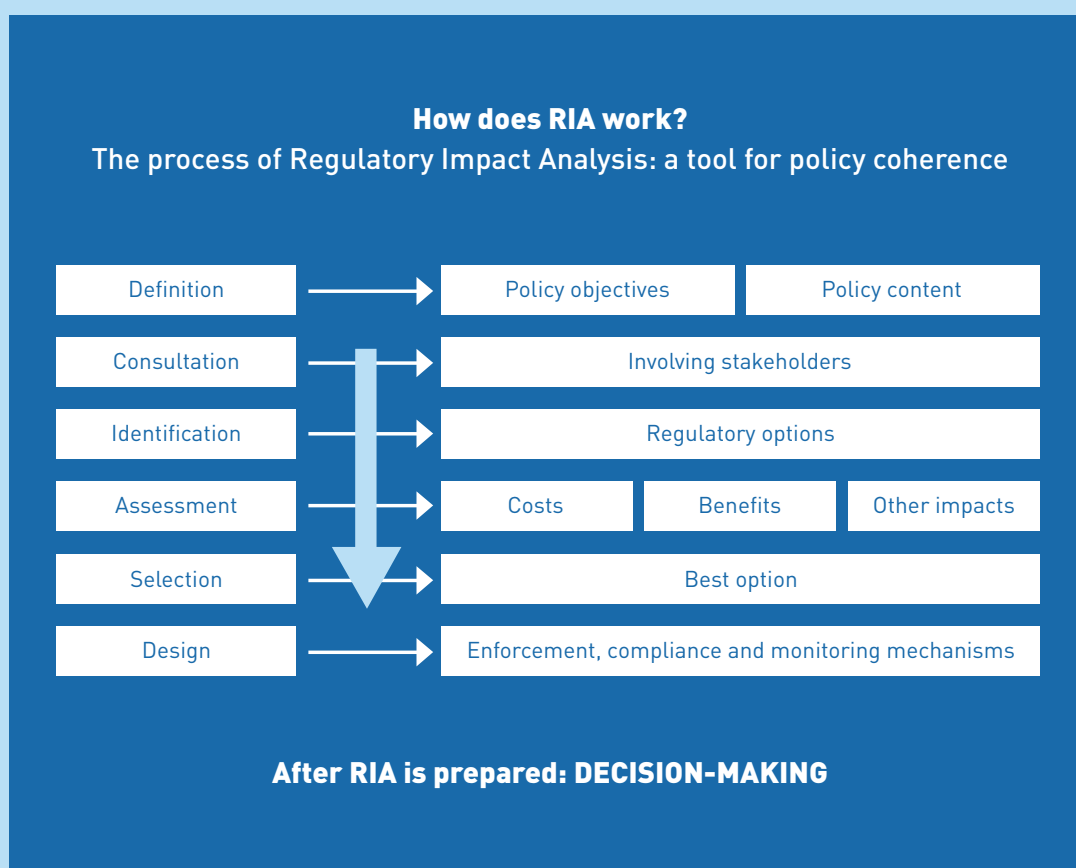 How does RIA work?
The process of Regulatory Impact Analysis: a tool for policy coherence
Definition
Policy objectives
Policy content
Consultation
Involving stakeholders
Identification
Regulatory options
Assessment
Costs
Benefits
Other impacts
Selection
Best option
Design
Enforcement, compliance and monitoring mechanisms
After RIA is prepared: DECISION-MAKING